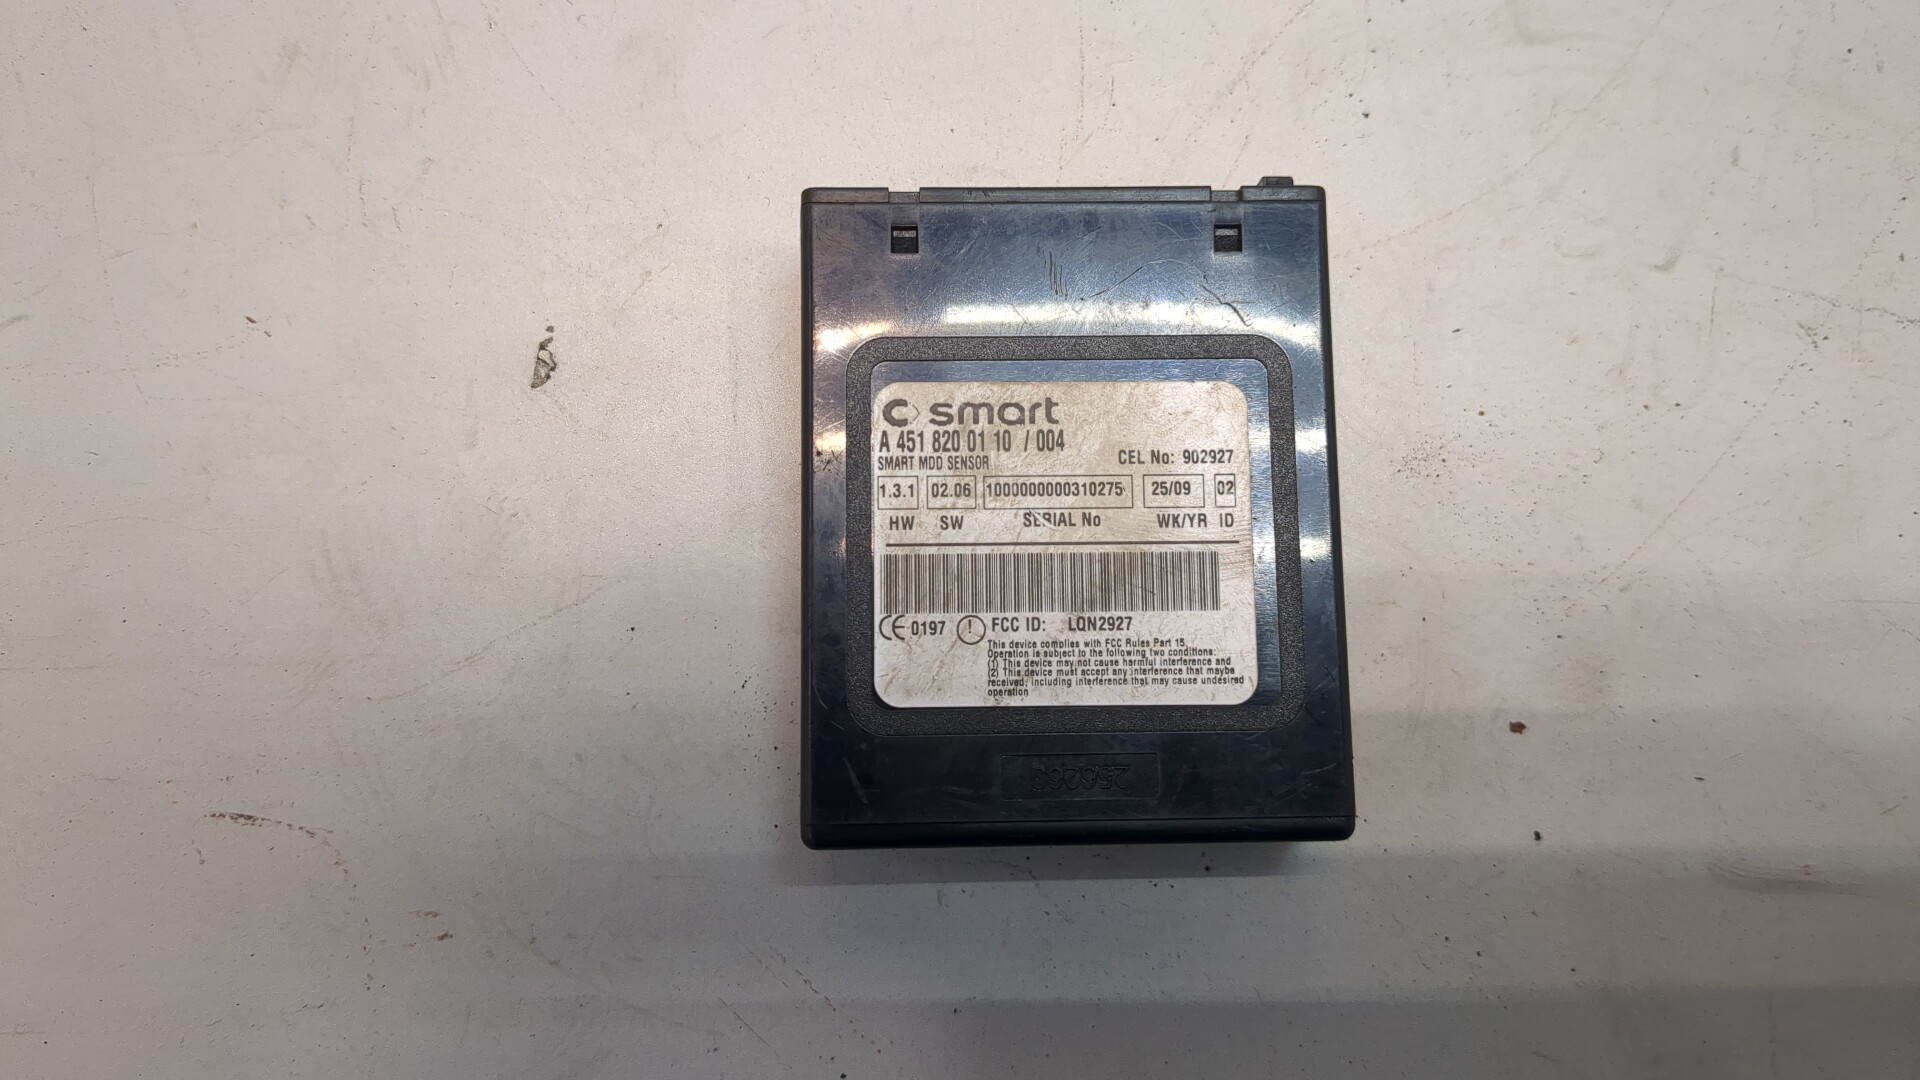 smart
A 451 820 01 10 / 004
SMART MDD SENSOR
CEL No: 902927
1.3.1 02.06 1000000000310275 25/09 02
HW SW SERIAL No WK/YR ID
CE 0197 FCC ID: LQN2927
This device complies with FCC Rules Part 15,
Operation is subject to the following two conditions:
(1) This device may not cause harmful interference and
(2) This device must accept any interference that maybe
received, including interference that may cause undesired
operation